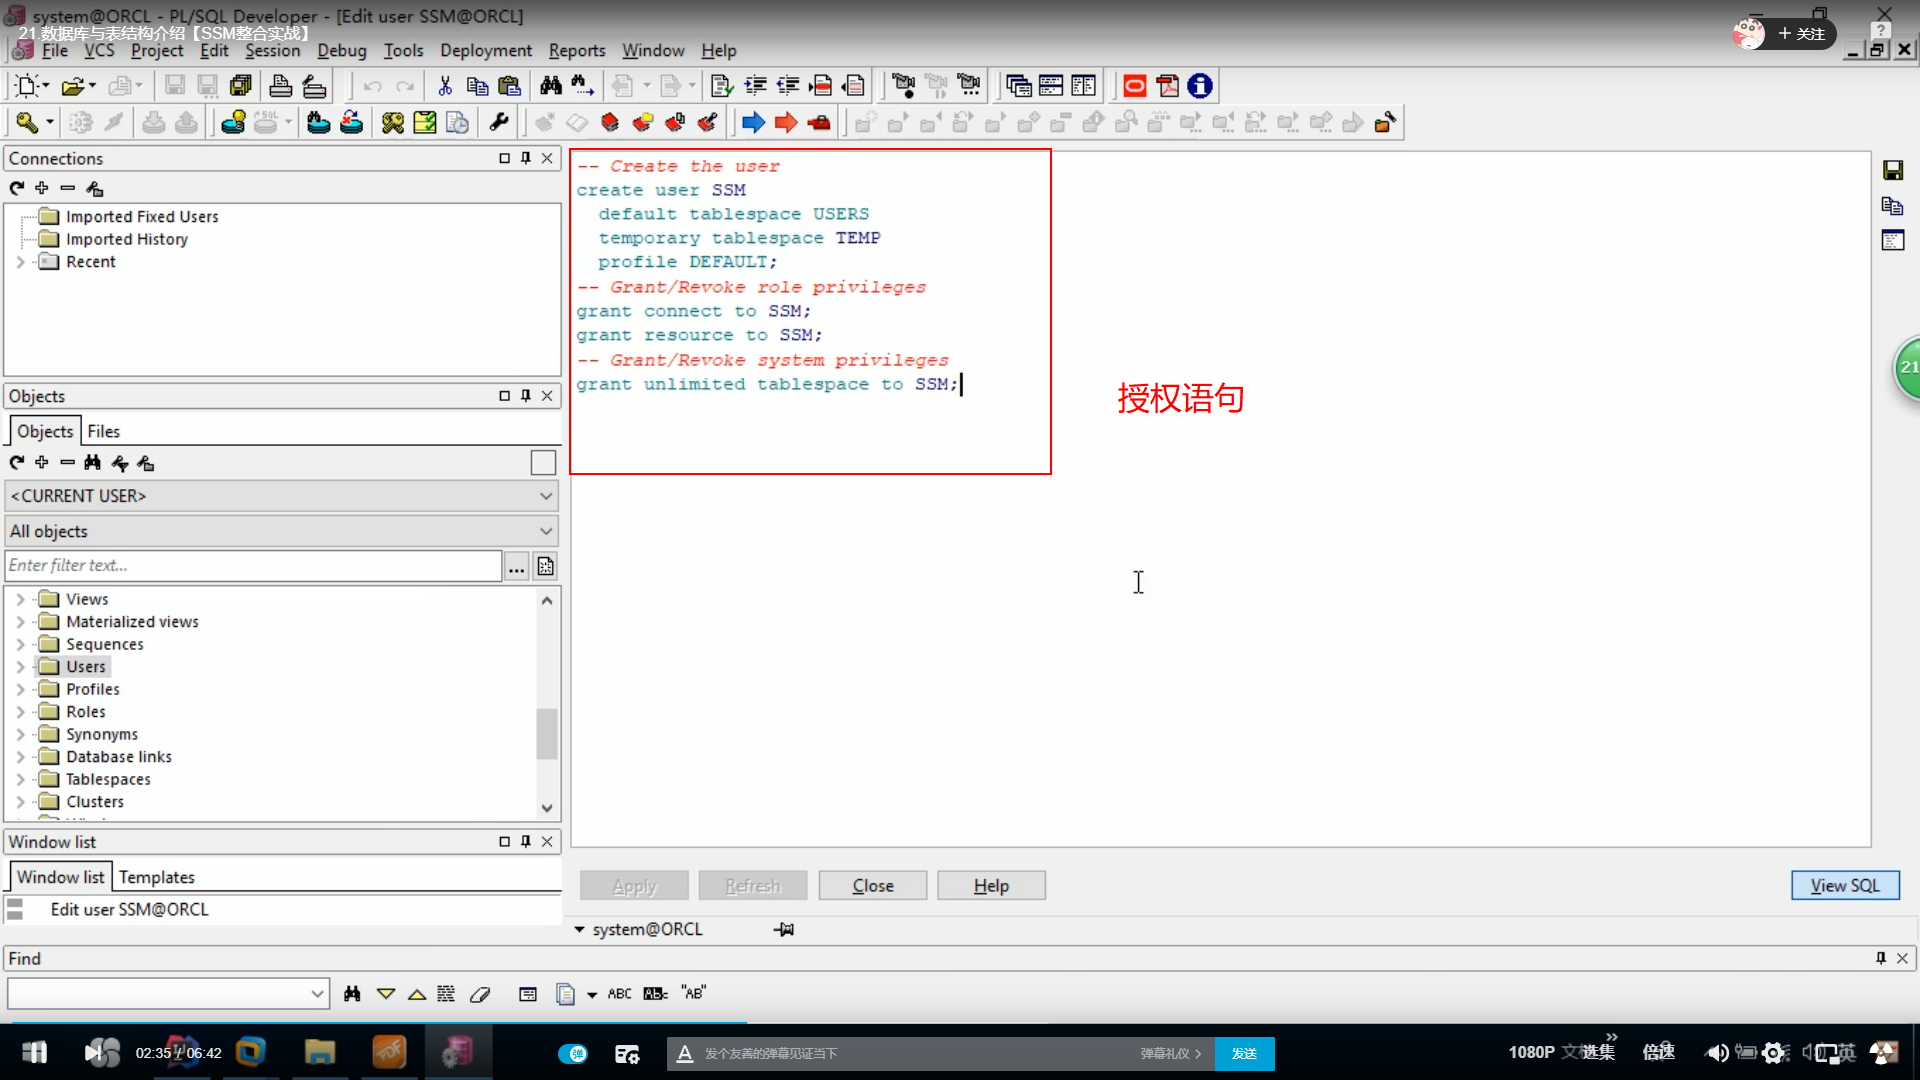 system@ORCL - PL/SQL Developer - [Edit user SSM@ORCL]
21.数据库与表结构介绍【SSM整合实战】
+ 关注
File VCS Project Edit Session Debug Tools Deployment Reports Window Help
Connections
Imported Fixed Users
Imported History
Recent
Objects
Objects Files
<CURRENT USER>
All objects
Enter filter text...
Views
Materialized views
Sequences
Users
Profiles
Roles
Synonyms
Database links
Tablespaces
Clusters
Window list
Window list Templates
Edit user SSM@ORCL
-- Create the user
create user SSM
default tablespace USERS
temporary tablespace TEMP
profile DEFAULT;
-- Grant/Revoke role privileges
grant connect to SSM;
grant resource to SSM;
-- Grant/Revoke system privileges
grant unlimited tablespace to SSM;
授权语句
21
Apply Refresh Close Help View SQL
system@ORCL
Find
ABC ABc "AB"
02:35 / 06:42
弹
A 发个友善的弹幕见证当下 弹幕礼仪 > 发送
1080P 选集 倍速 英